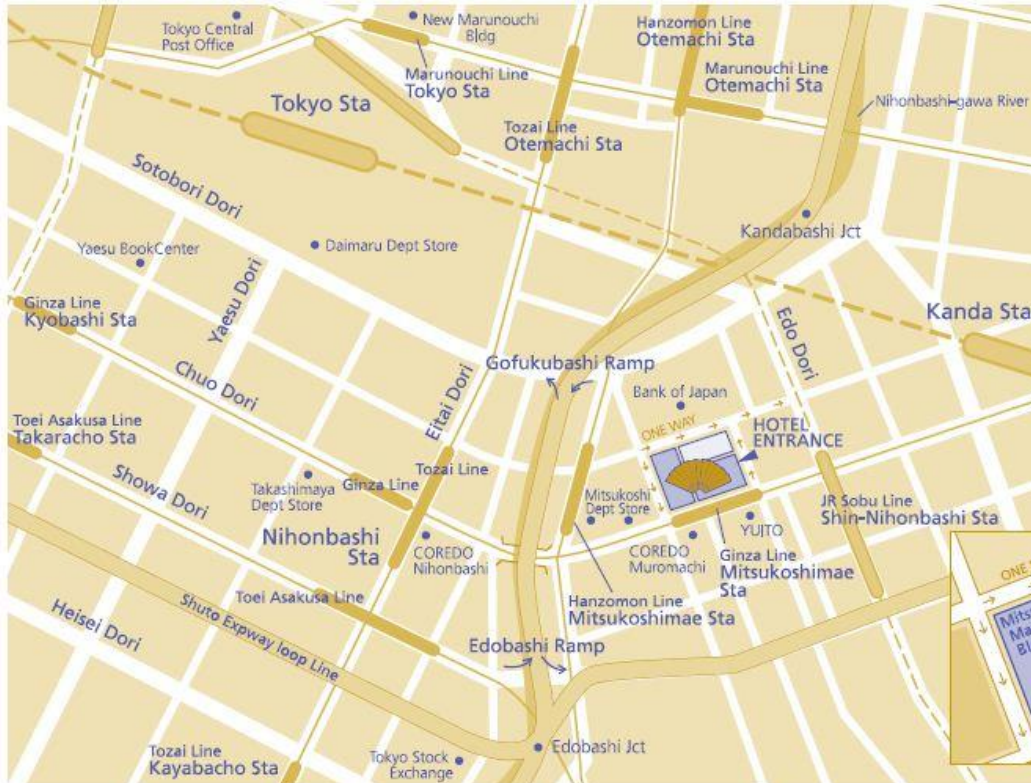 Tokyo Central
Post Office
New Marunouchi
Bldg
Hanzomon Line
Otemachi Sta
Marunouchi Line
Tokyo Sta
Marunouchi Line
Otemachi Sta
Nihonbashi-gawa River
Tokyo Sta
Tozai Line
Otemachi Sta
Sotobori Dori
Kandabashi Jct
Yaesu BookCenter
Daimaru Dept Store
Yaesu Dori
Ginza Line
Kyobashi Sta
Edo Dori
Kanda Sta
Chuo Dori
Gofukubashi Ramp
Eitai Dori
Bank of Japan
ONE WAY
HOTEL
ENTRANCE
Toei Asakusa Line
Takaracho Sta
Showa Dori
Takashimaya
Dept Store
Ginza Line
Tozai Line
Mitsukoshi
Dept Store
JR Sobu Line
Shin-Nihonbashi Sta
YUJTO
Nihonbashi
Sta
COREDO
Nihonbashi
COREDO
Muromachi
Ginza Line
Mitsukoshimae
Sta
Toei Asakusa Line
Hanzomon Line
Mitsukoshimae Sta
Heisei Dori
Shuto Expway loop Line
Edobashi Ramp
Tozai Line
Kayabacho Sta
Tokyo Stock
Exchange
Edobashi Jct
ONE W
Mits
Ma
Bl